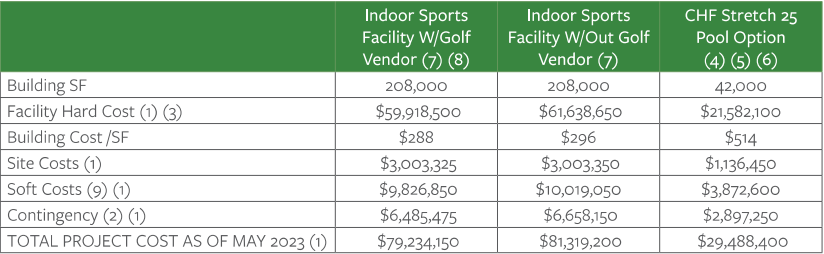 Indoor Sports Facility W/Golf Vendor (7) (8) Indoor Sports Facility W/Out Golf Vendor (7) CHF Stretch 25 Pool Option (4) (5) (6)
Building SF 208,000 208,000 42,000
Facility Hard Cost (1) (3) $59,918,500 $61,638,650 $21,582,100
Building Cost /SF $288 $296 $514
Site Costs (1) $3,003,325 $3,003,350 $1,136,450
Soft Costs (9) (1) $9,826,850 $10,019,050 $3,872,600
Contingency (2) (1) $6,485,475 $6,658,150 $2,897,250
TOTAL PROJECT COST AS OF MAY 2023 (1) $79,234,150 $81,319,200 $29,488,400